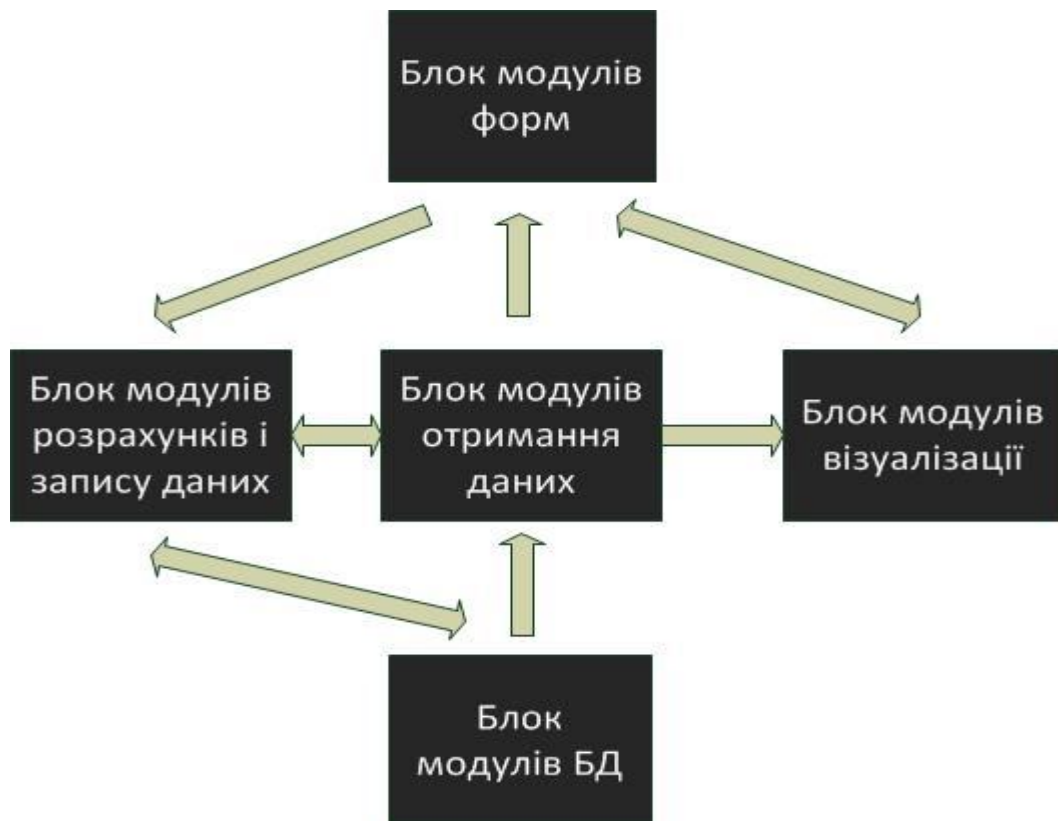 Блок модулів
форм
Блок модулів
розрахунків і
запису даних
Блок модулів
отримання
даних
Блок модулів
візуалізації
Блок
модулів БД